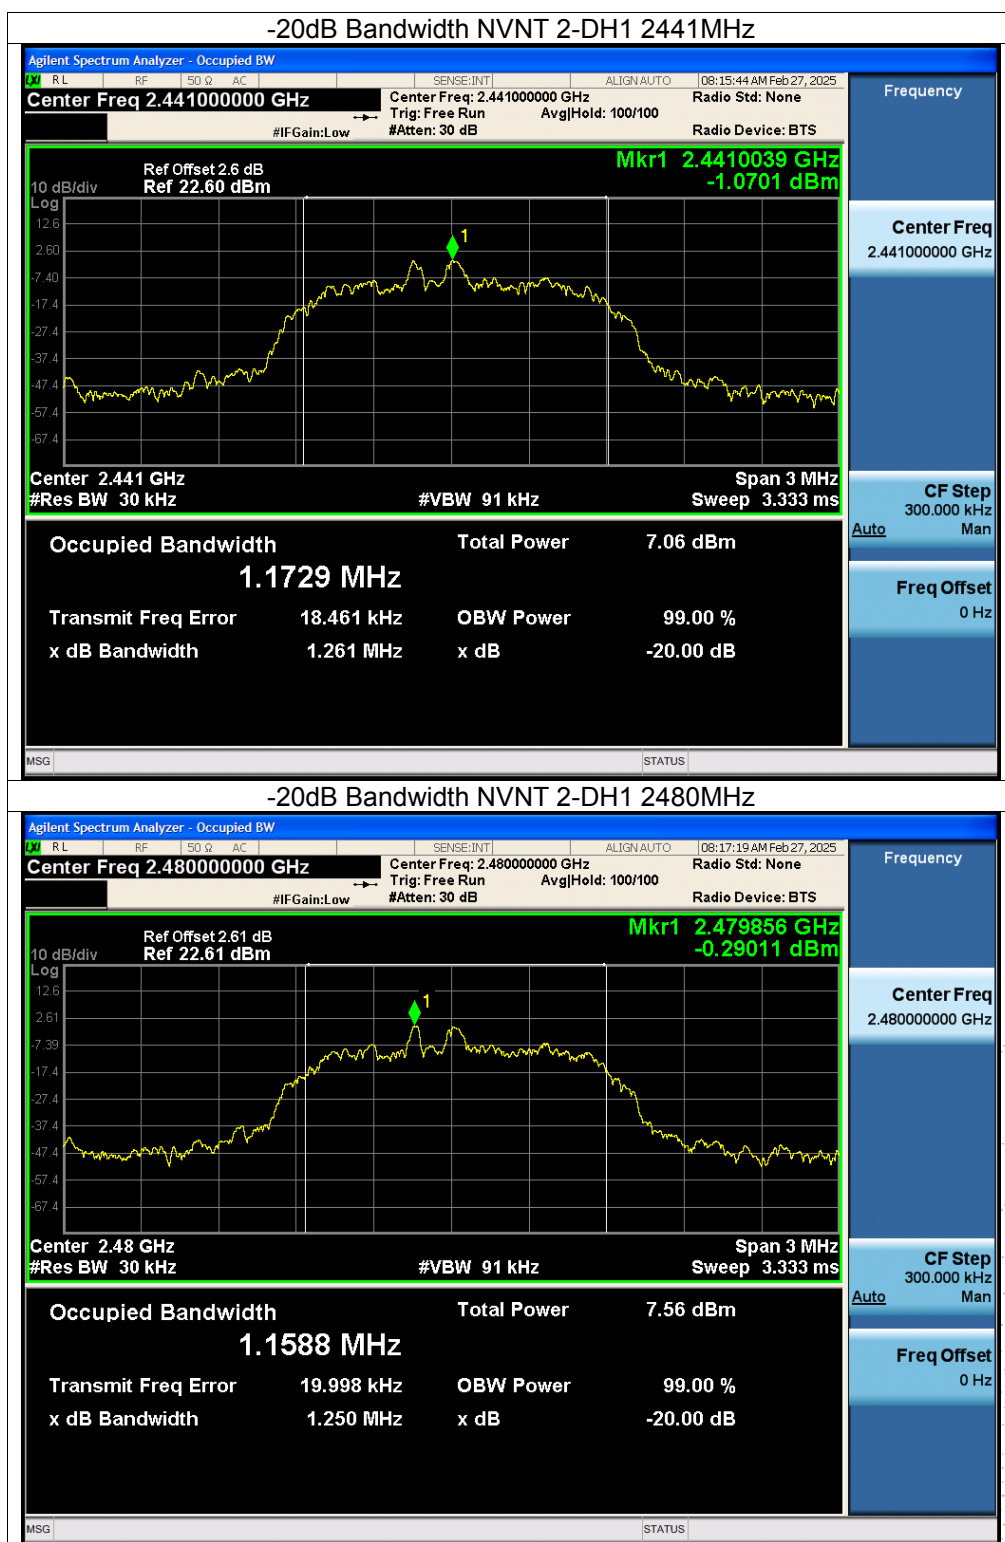 -20dB Bandwidth NVNT 2-DH1 2441MHz
Agilent Spectrum Analyzer - Occupied BW
LXI RL RF 50 Ω AC SENSE:INT ALIGN AUTO 08:15:44 AM Feb 27, 2025
Center Freq 2.441000000 GHz Center Freq: 2.441000000 GHz Radio Std: None
Trig: Free Run Avg|Hold: 100/100
#IFGain:Low #Atten: 30 dB Radio Device: BTS
Frequency
Mkr1 2.4410039 GHz
-1.0701 dBm
Ref Offset 2.6 dB
10 dB/div Ref 22.60 dBm
Log
12.6
2.60
-7.40
-17.4
-27.4
-37.4
-47.4
-57.4
-67.4
1
Center 2.441 GHz Span 3 MHz
#Res BW 30 kHz #VBW 91 kHz Sweep 3.333 ms
Center Freq
2.441000000 GHz
CF Step
300.000 kHz
Auto Man
Freq Offset
0 Hz
Occupied Bandwidth Total Power 7.06 dBm
1.1729 MHz
Transmit Freq Error 18.461 kHz OBW Power 99.00 %
x dB Bandwidth 1.261 MHz x dB -20.00 dB
MSG STATUS
-20dB Bandwidth NVNT 2-DH1 2480MHz
Agilent Spectrum Analyzer - Occupied BW
LXI RL RF 50 Ω AC SENSE:INT ALIGN AUTO 08:17:19 AM Feb 27, 2025
Center Freq 2.480000000 GHz Center Freq: 2.480000000 GHz Radio Std: None
Trig: Free Run Avg|Hold: 100/100
#IFGain:Low #Atten: 30 dB Radio Device: BTS
Frequency
Mkr1 2.479856 GHz
-0.29011 dBm
Ref Offset 2.61 dB
10 dB/div Ref 22.61 dBm
Log
12.6
2.61
-7.39
-17.4
-27.4
-37.4
-47.4
-57.4
-67.4
1
Center 2.48 GHz Span 3 MHz
#Res BW 30 kHz #VBW 91 kHz Sweep 3.333 ms
Center Freq
2.480000000 GHz
CF Step
300.000 kHz
Auto Man
Freq Offset
0 Hz
Occupied Bandwidth Total Power 7.56 dBm
1.1588 MHz
Transmit Freq Error 19.998 kHz OBW Power 99.00 %
x dB Bandwidth 1.250 MHz x dB -20.00 dB
MSG STATUS